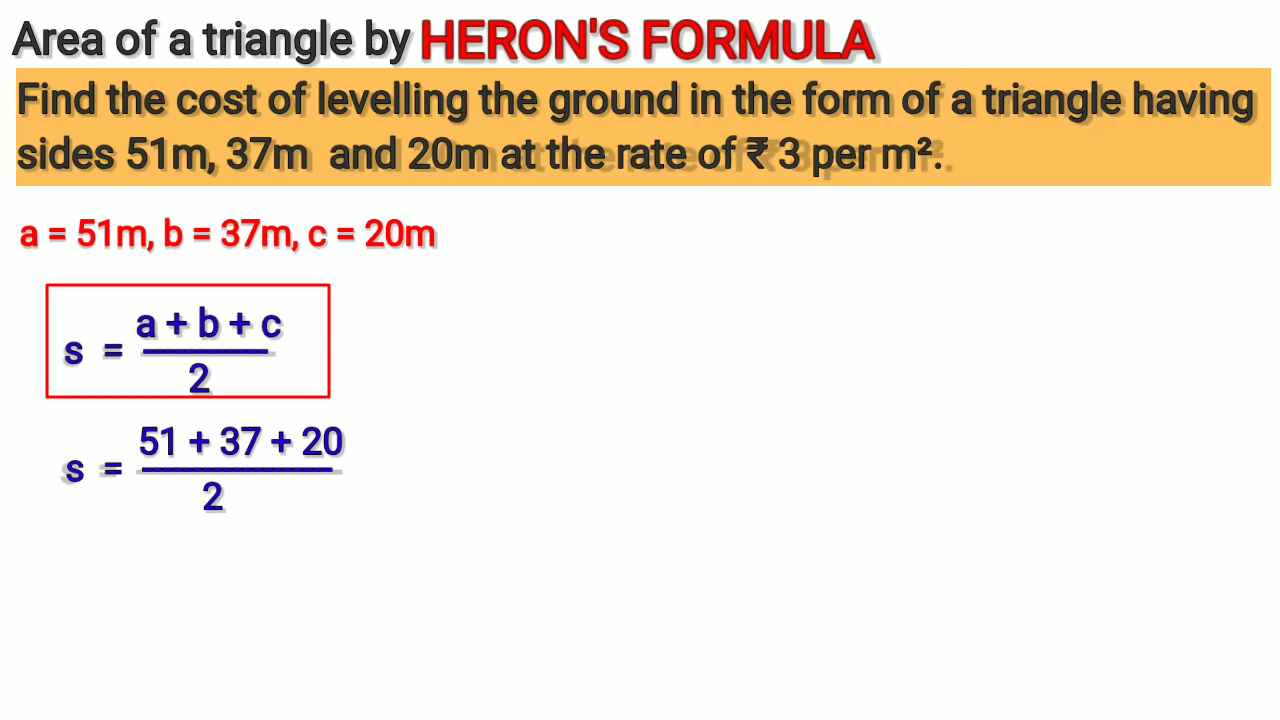 Area of a triangle by HERON'S FORMULA
Find the cost of levelling the ground in the form of a triangle having
sides 51m, 37m and 20m at the rate of ₹ 3 per m².
a = 51m, b = 37m, c = 20m
a + b + c
s =
2
51 + 37 + 20
s =
2